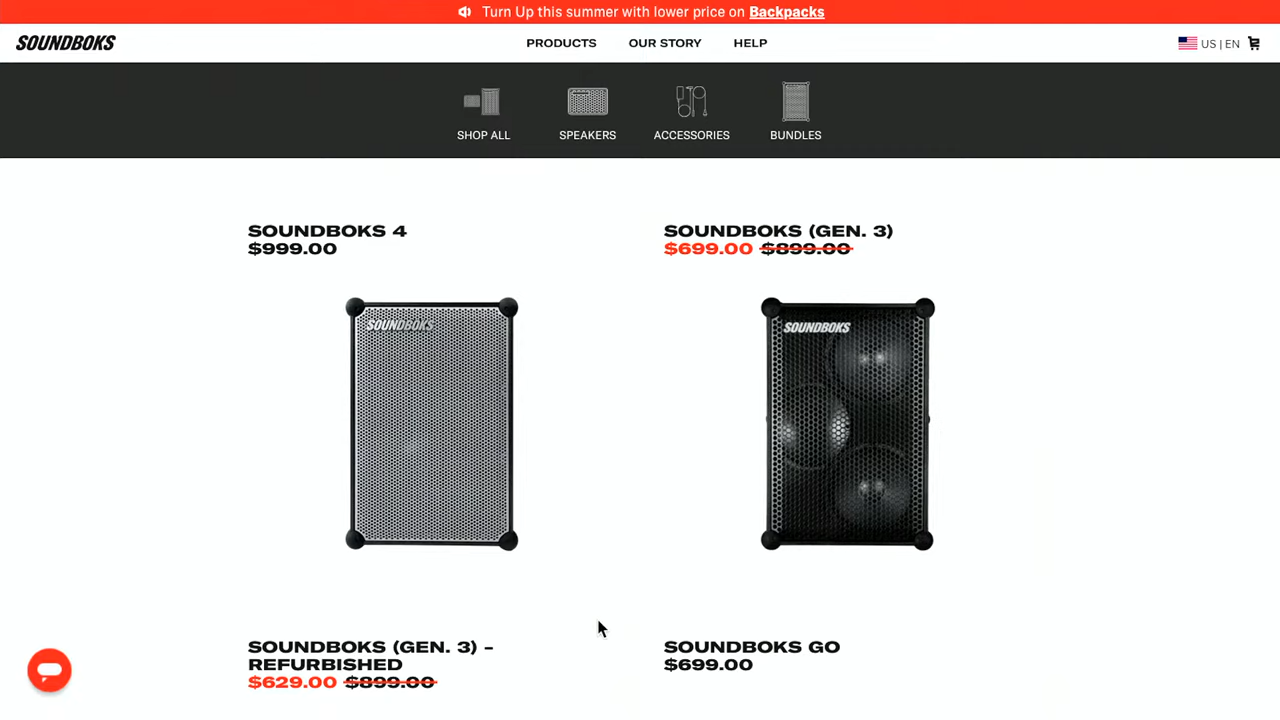 Turn Up this summer with lower price on Backpacks
SOUNDBOKS
PRODUCTS
OUR STORY
HELP
US | EN
SHOP ALL
SPEAKERS
ACCESSORIES
BUNDLES
SOUNDBOKS 4
$999.00
SOUNDBOKS (GEN. 3)
$699.00 $899.00
SOUNDBOKS
SOUNDBOKS
SOUNDBOKS (GEN. 3) –
REFURBISHED
$629.00 $899.00
SOUNDBOKS GO
$699.00